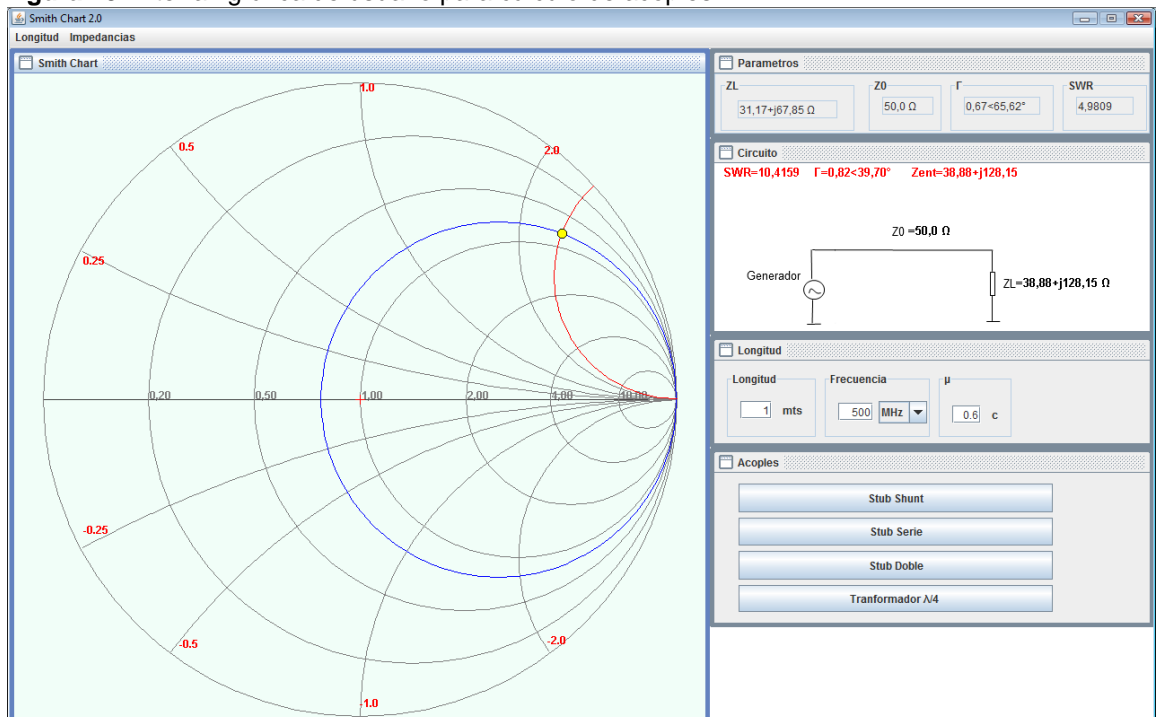 Smith Chart 2.0
Longitud Impedancias
Smith Chart
1.0
0.5
2.0
0.25
0,20 0,50 1,00 2,00 4,00 10,00
-0.25
-0.5
-2.0
-1.0
Parametros
ZL Z0 Γ SWR
31,17+j67,85 Ω 50,0 Ω 0,67<65,62° 4,9809
Circuito
SWR=10,4159 Γ=0,82<39,70° Zent=38,88+j128,15
Z0 =50,0 Ω
Generador
ZL=38,88+j128,15 Ω
Longitud
Longitud Frecuencia μ
1 mts 500 MHz 0.6 c
Acoples
Stub Shunt
Stub Serie
Stub Doble
Tranformador Λ/4